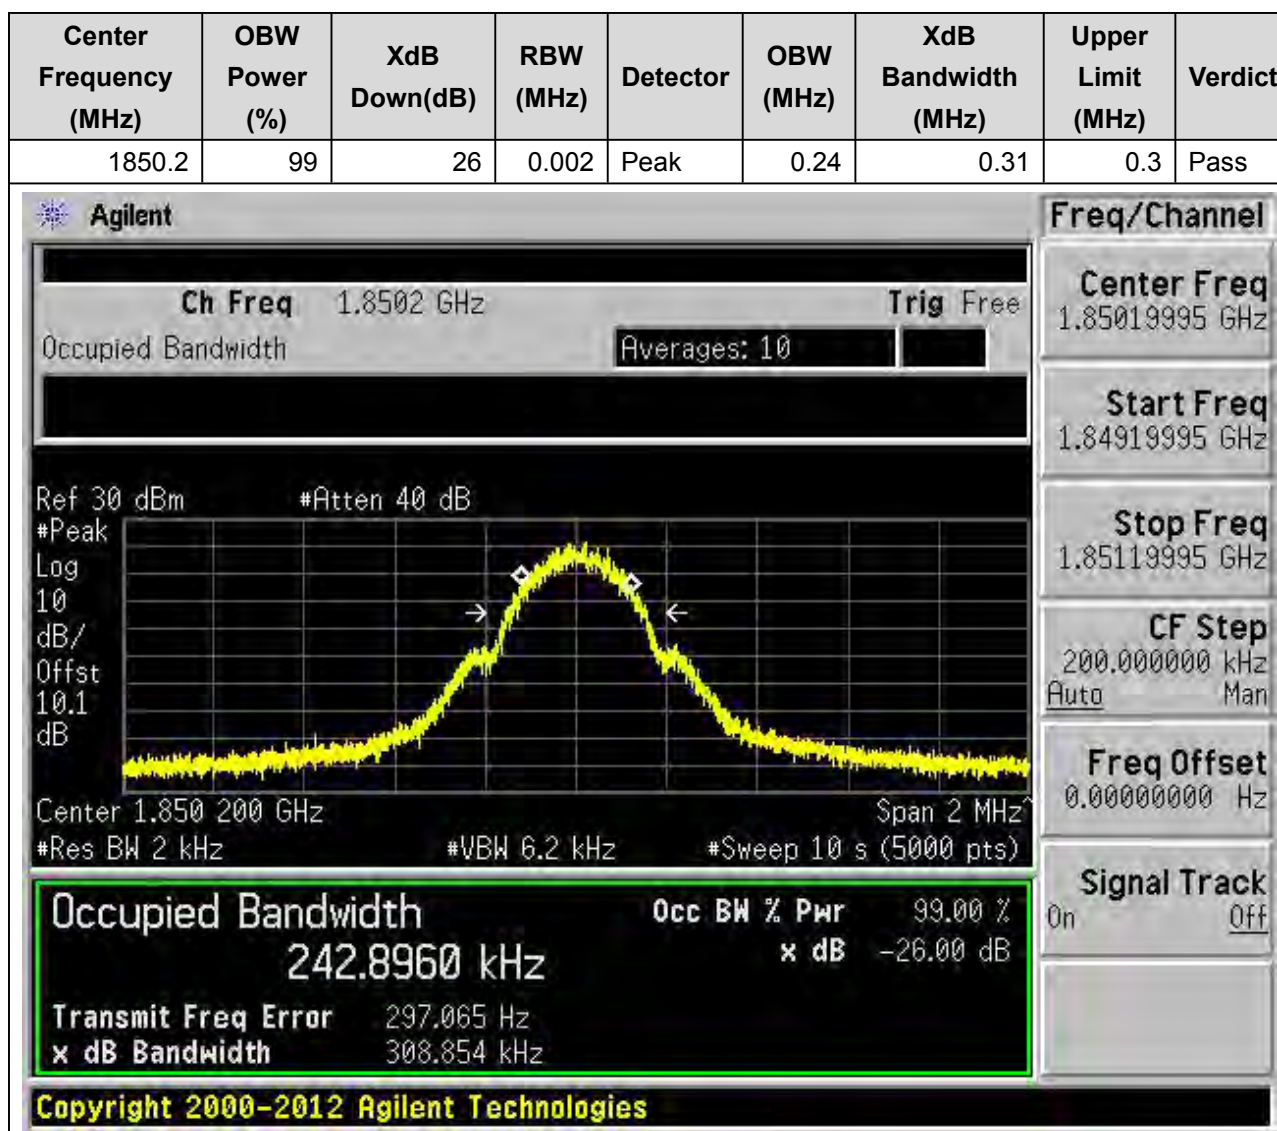 Center Frequency (MHz) OBW Power (%) XdB Down(dB) RBW (MHz) Detector OBW (MHz) XdB Bandwidth (MHz) Upper Limit (MHz) Verdict
1850.2 99 26 0.002 Peak 0.24 0.31 0.3 Pass
Agilent
Freq/Channel
Ch Freq 1.8502 GHz Trig Free
Occupied Bandwidth Averages: 10
Center Freq
1.85019995 GHz
Start Freq
1.84919995 GHz
Stop Freq
1.85119995 GHz
CF Step
200.000000 kHz
Auto Man
Freq Offset
0.00000000 Hz
Signal Track
On Off
Ref 30 dBm #Atten 40 dB
#Peak
Log
10
dB/
Offst
10.1
dB
Center 1.850 200 GHz Span 2 MHz^
#Res BW 2 kHz #VBW 6.2 kHz #Sweep 10 s (5000 pts)
Occupied Bandwidth Occ BW % Pwr 99.00 %
242.8960 kHz x dB -26.00 dB
Transmit Freq Error 297.065 Hz
x dB Bandwidth 308.854 kHz
Copyright 2000-2012 Agilent Technologies